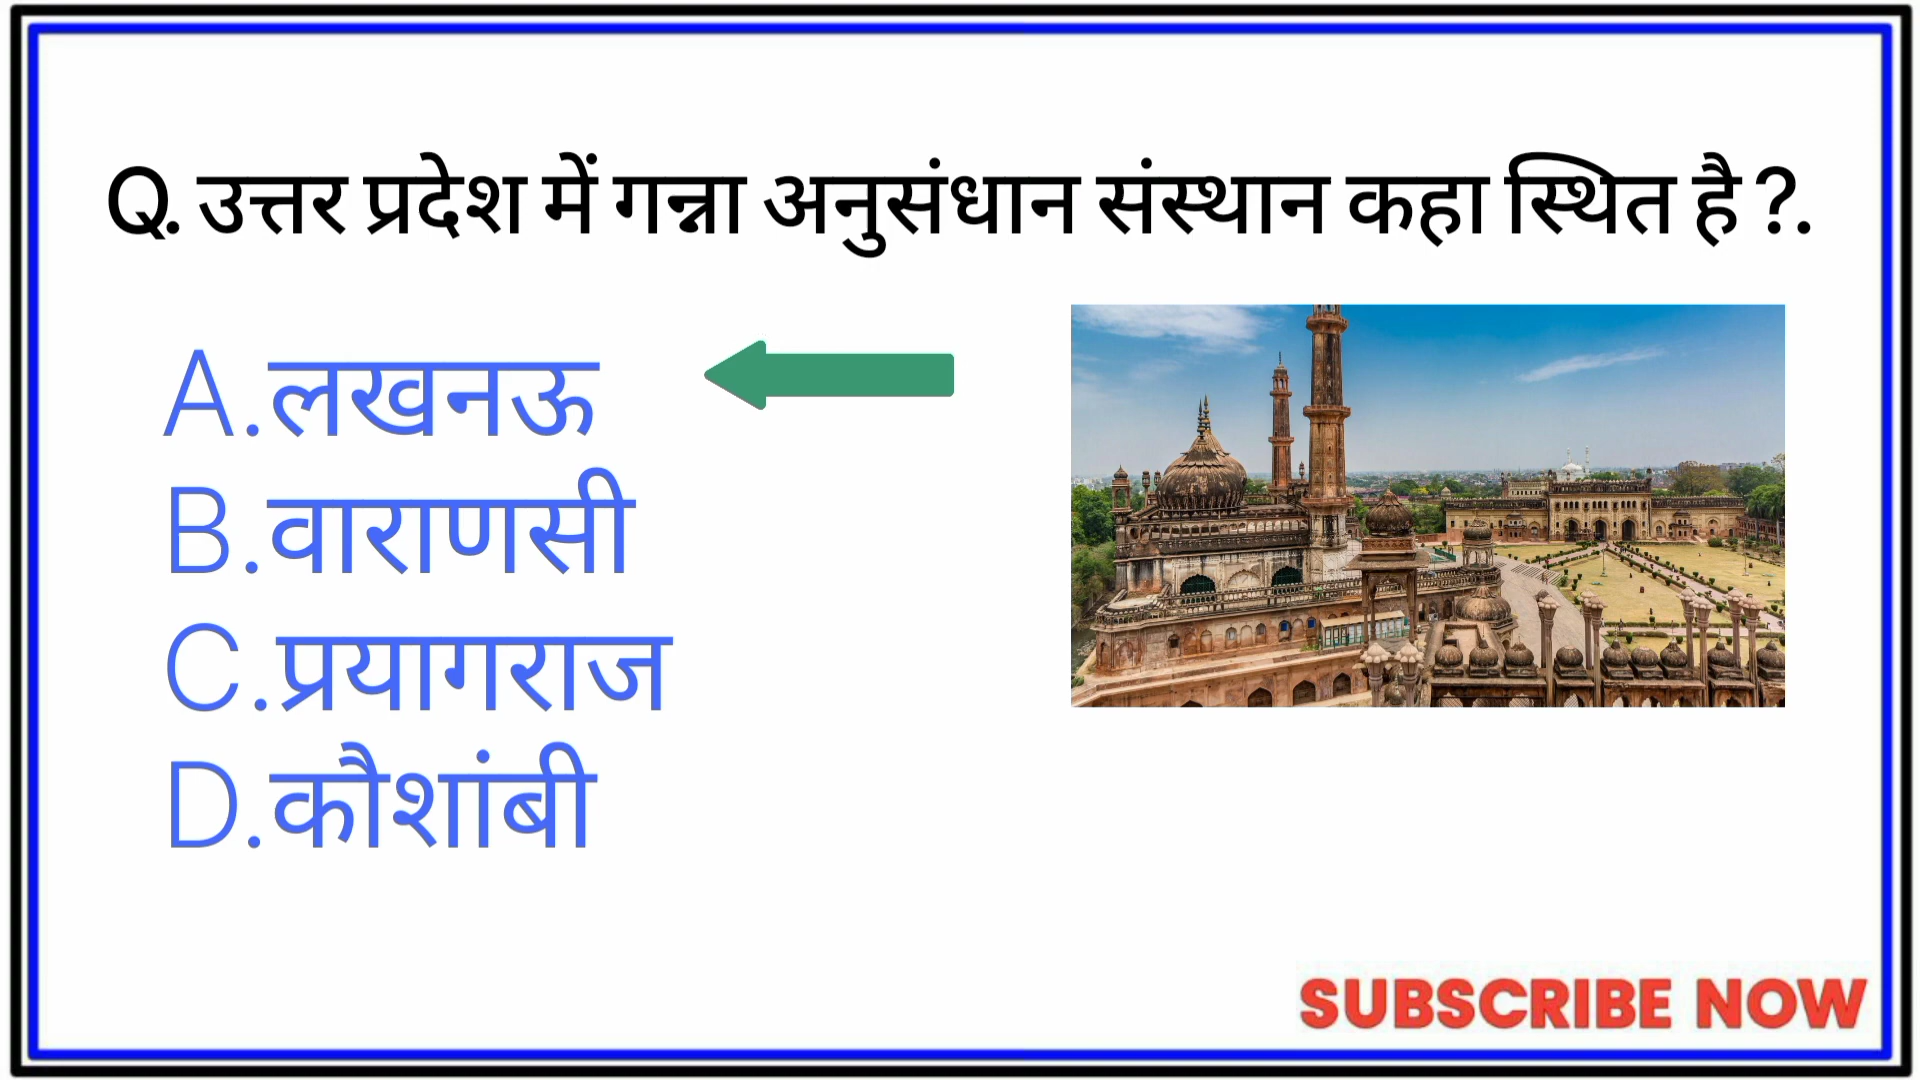 Q. उत्तर प्रदेश में गन्ना अनुसंधान संस्थान कहा स्थित है ?.
A.लखनऊ
B.वाराणसी
C.प्रयागराज
D.कौशांबी
SUBSCRIBE NOW